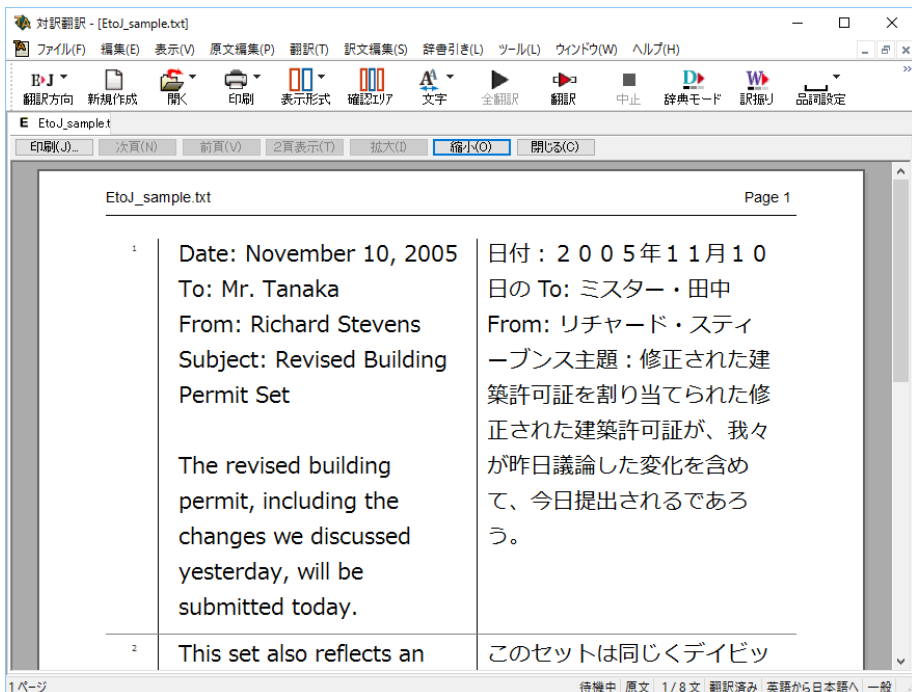 対訳翻訳 - [EtoJ_sample.txt]
ファイル(F) 編集(E) 表示(V) 原文編集(P) 翻訳(T) 訳文編集(S) 辞書引き(L) ツール(L) ウィンドウ(W) ヘルプ(H)
E▸J
翻訳方向 新規作成 開く 印刷 表示形式 確認エリア 文字 全翻訳 翻訳 中止 辞典モード 訳振り 品詞設定
E EtoJ_sample.t
印刷(J)... 次頁(N) 前頁(V) 2頁表示(T) 拡大(I) 縮小(O) 閉じる(C)
EtoJ_sample.txt Page 1
1
Date: November 10, 2005
To: Mr. Tanaka
From: Richard Stevens
Subject: Revised Building
Permit Set
The revised building
permit, including the
changes we discussed
yesterday, will be
submitted today.
日付：２００５年１１月１０
日の To: ミスター・田中
From: リチャード・スティ
ーブンス主題：修正された建
築許可証を割り当てられた修
正された建築許可証が、我々
が昨日議論した変化を含め
て、今日提出されるであろ
う。
2
This set also reflects an
このセットは同じくデイビッ
1ページ 待機中 原文 1/8文 翻訳済み 英語から日本語へ 一般